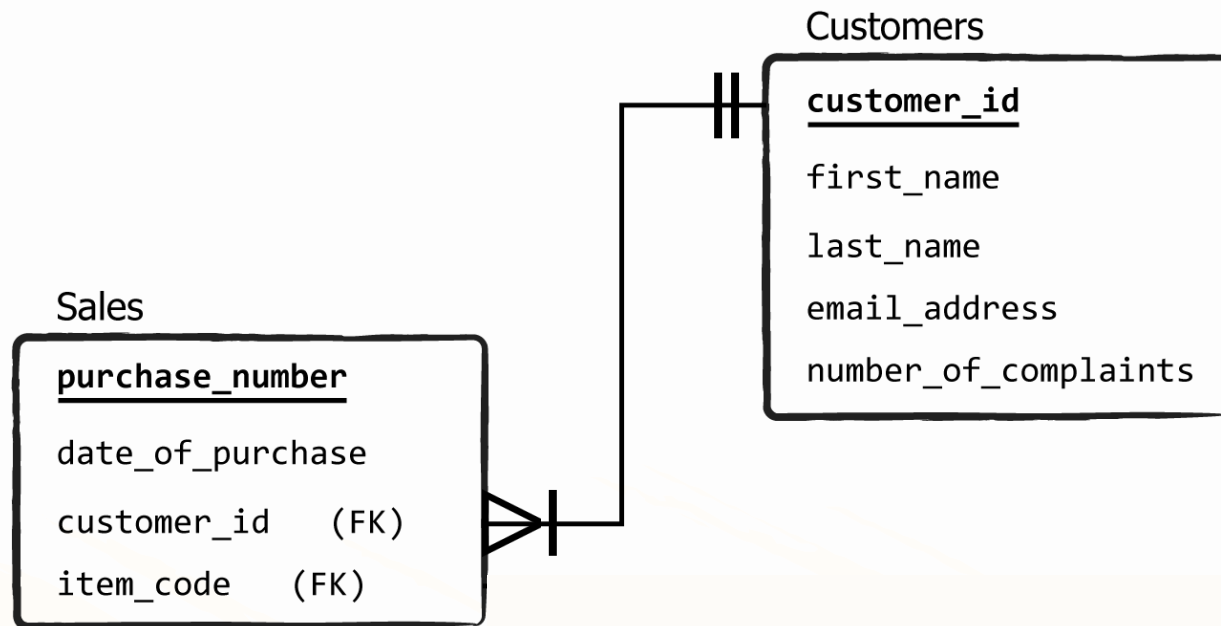 Customers
customer_id
first_name
last_name
email_address
number_of_complaints
Sales
purchase_number
date_of_purchase
customer_id (FK)
item_code (FK)